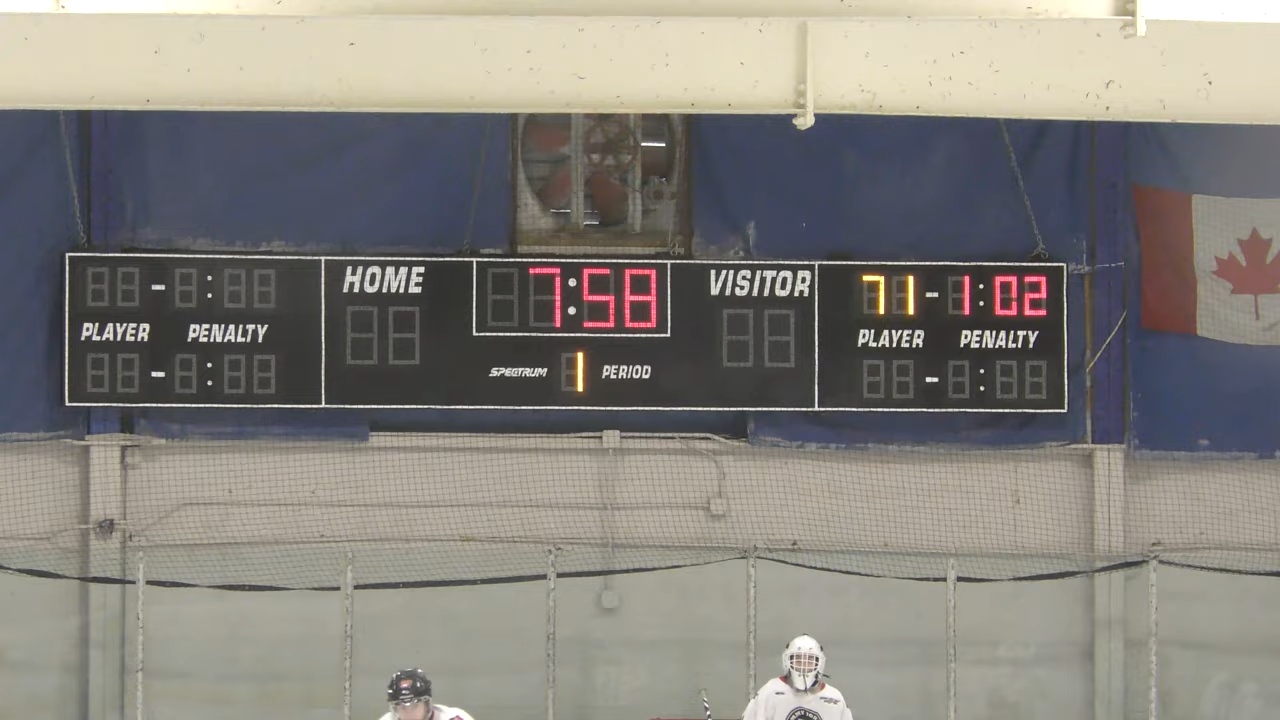 HOME 7:58 VISITOR 71-1:02
PLAYER PENALTY PLAYER PENALTY
SPECTRUM 1 PERIOD